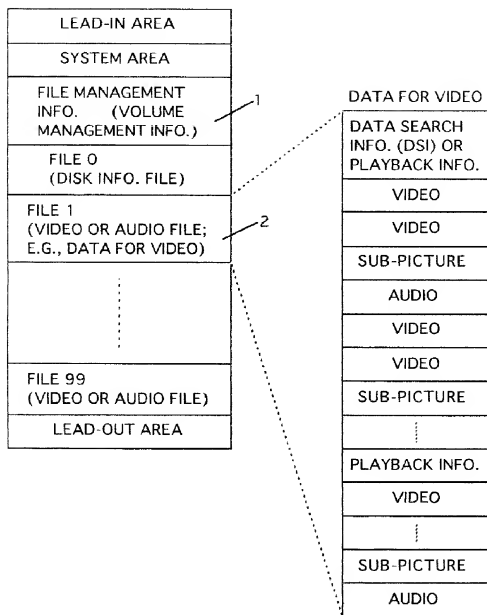 LEAD-IN AREA
SYSTEM AREA
FILE MANAGEMENT
INFO. (VOLUME
MANAGEMENT INFO.)
1
FILE 0
(DISK INFO. FILE)
FILE 1
(VIDEO OR AUDIO FILE;
E.G., DATA FOR VIDEO)
2
FILE 99
(VIDEO OR AUDIO FILE)
LEAD-OUT AREA
DATA FOR VIDEO
DATA SEARCH
INFO. (DSI) OR
PLAYBACK INFO.
VIDEO
VIDEO
SUB-PICTURE
AUDIO
VIDEO
VIDEO
SUB-PICTURE
PLAYBACK INFO.
VIDEO
SUB-PICTURE
AUDIO